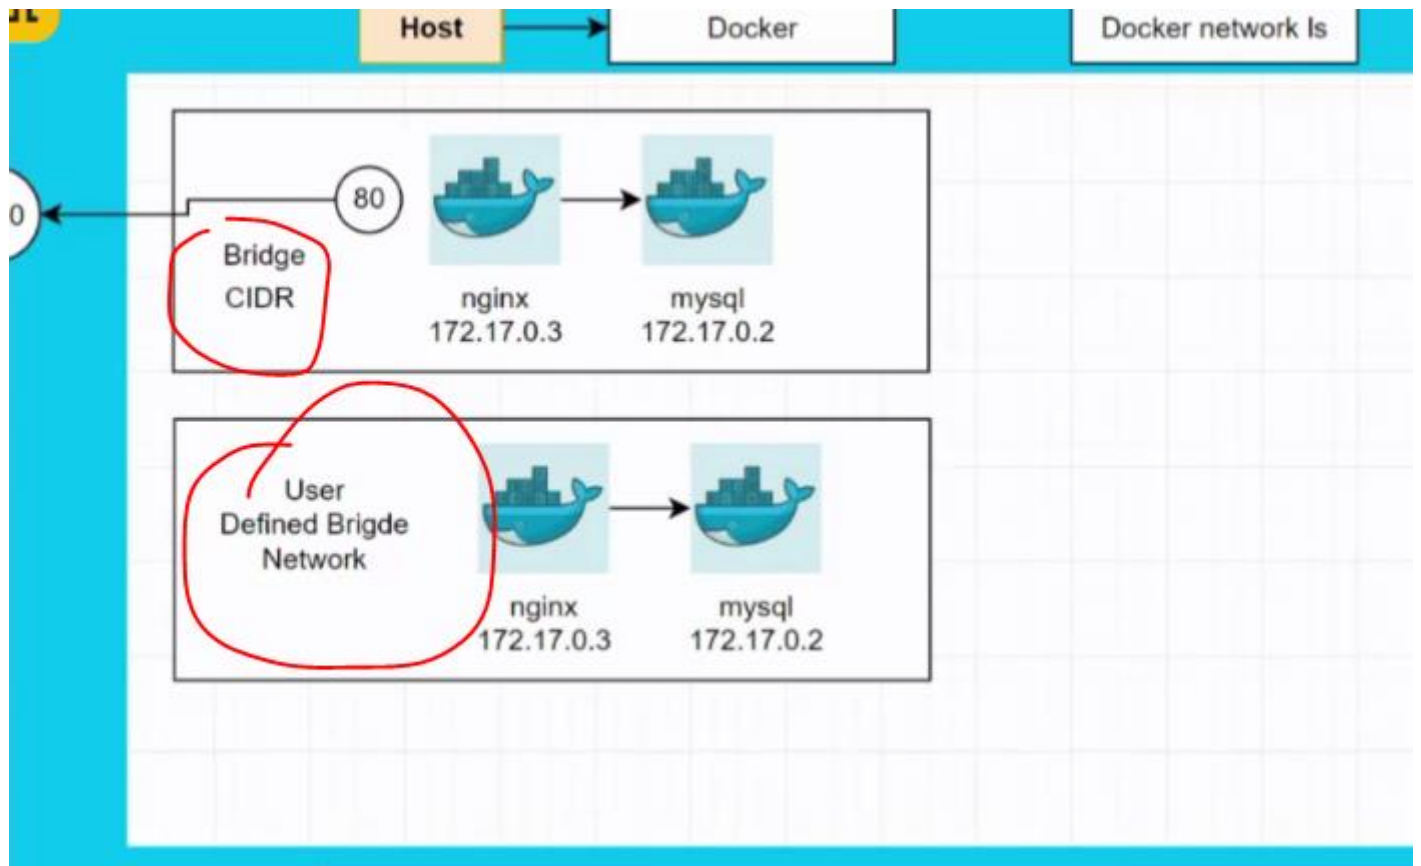 Host
Docker
Docker network ls
80
Bridge
CIDR
nginx
172.17.0.3
mysql
172.17.0.2
User
Defined Brigde
Network
nginx
172.17.0.3
mysql
172.17.0.2